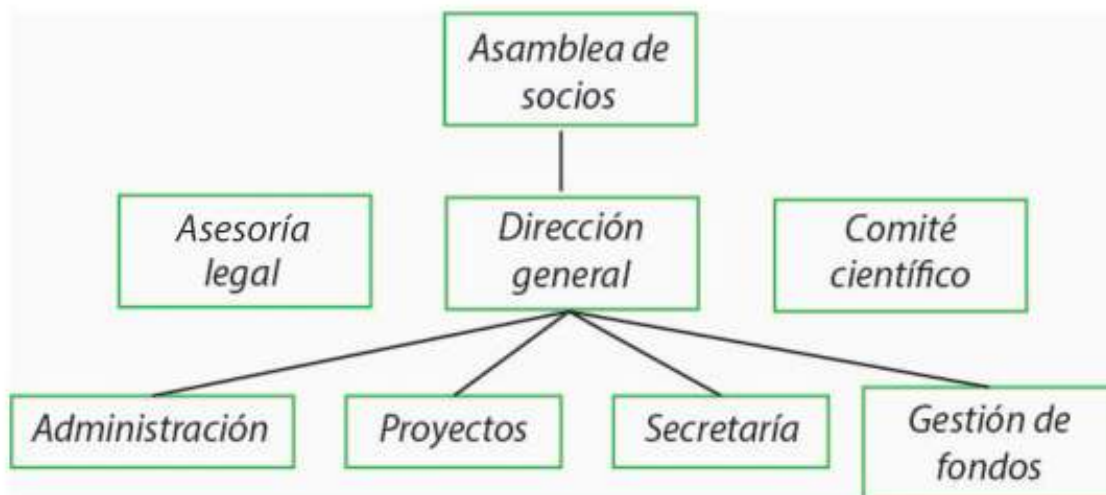 Asamblea de
socios
Asesoría
legal
Dirección
general
Comité
científico
Administración
Proyectos
Secretaría
Gestión de
fondos